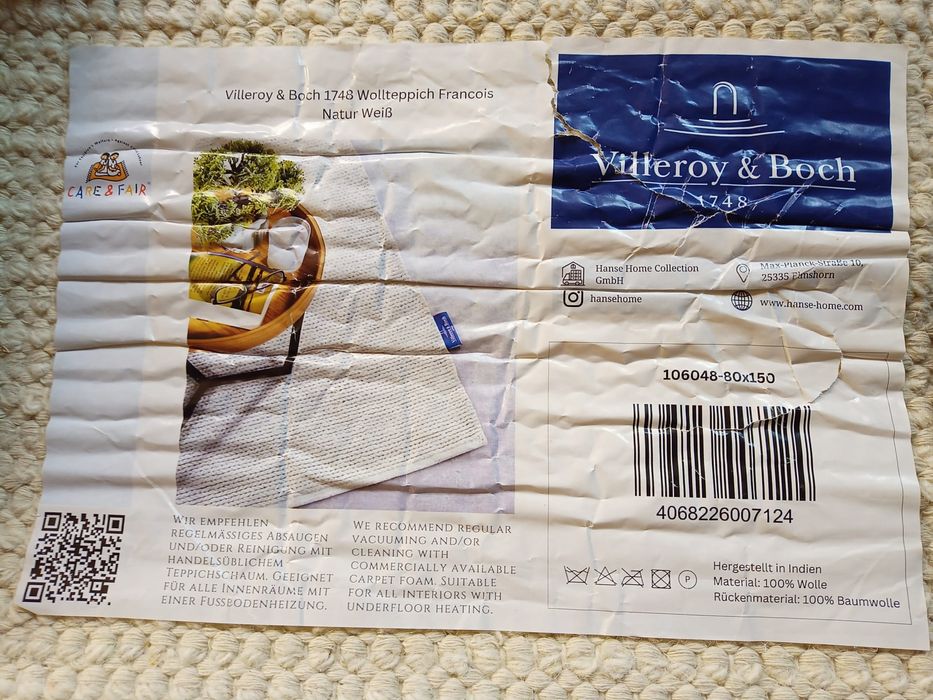 Villeroy & Boch 1748 Wollteppich Francois
Natur Weiß
CARE & FAIR
Villeroy & Boch
1748
Hanse Home Collection
GmbH
Max-Planck-Straße 10,
25335 Elmshorn
hansehome
www.hanse-home.com
106048-80x150
4068226007124
WIR EMPFEHLEN
REGELMÄSSIGES ABSAUGEN
UND/ODER REINIGUNG MIT
HANDELSÜBLICHEM
TEPPICHSCHAUM. GEEIGNET
FÜR ALLE INNENRÄUME MIT
EINER FUSSBODENHEIZUNG.
WE RECOMMEND REGULAR
VACUUMING AND/OR
CLEANING WITH
COMMERCIALLY AVAILABLE
CARPET FOAM. SUITABLE
FOR ALL INTERIORS WITH
UNDERFLOOR HEATING.
P
Hergestellt in Indien
Material: 100% Wolle
Rückenmaterial: 100% Baumwolle